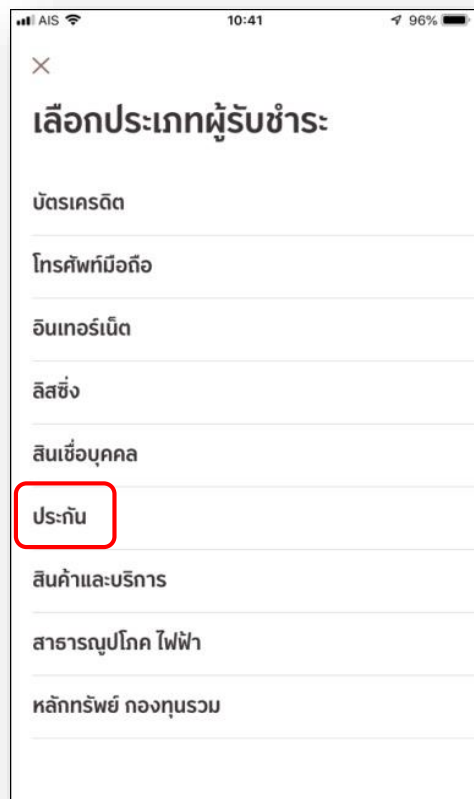 AIS 10:41 96%
เลือกประเภทผู้รับชำระ
บัตรเครดิต
โทรศัพท์มือถือ
อินเทอร์เน็ต
ลิสซิ่ง
สินเชื่อบุคคล
ประกัน
สินค้าและบริการ
สาธารณูปโภค ไฟฟ้า
หลักทรัพย์ กองทุนรวม